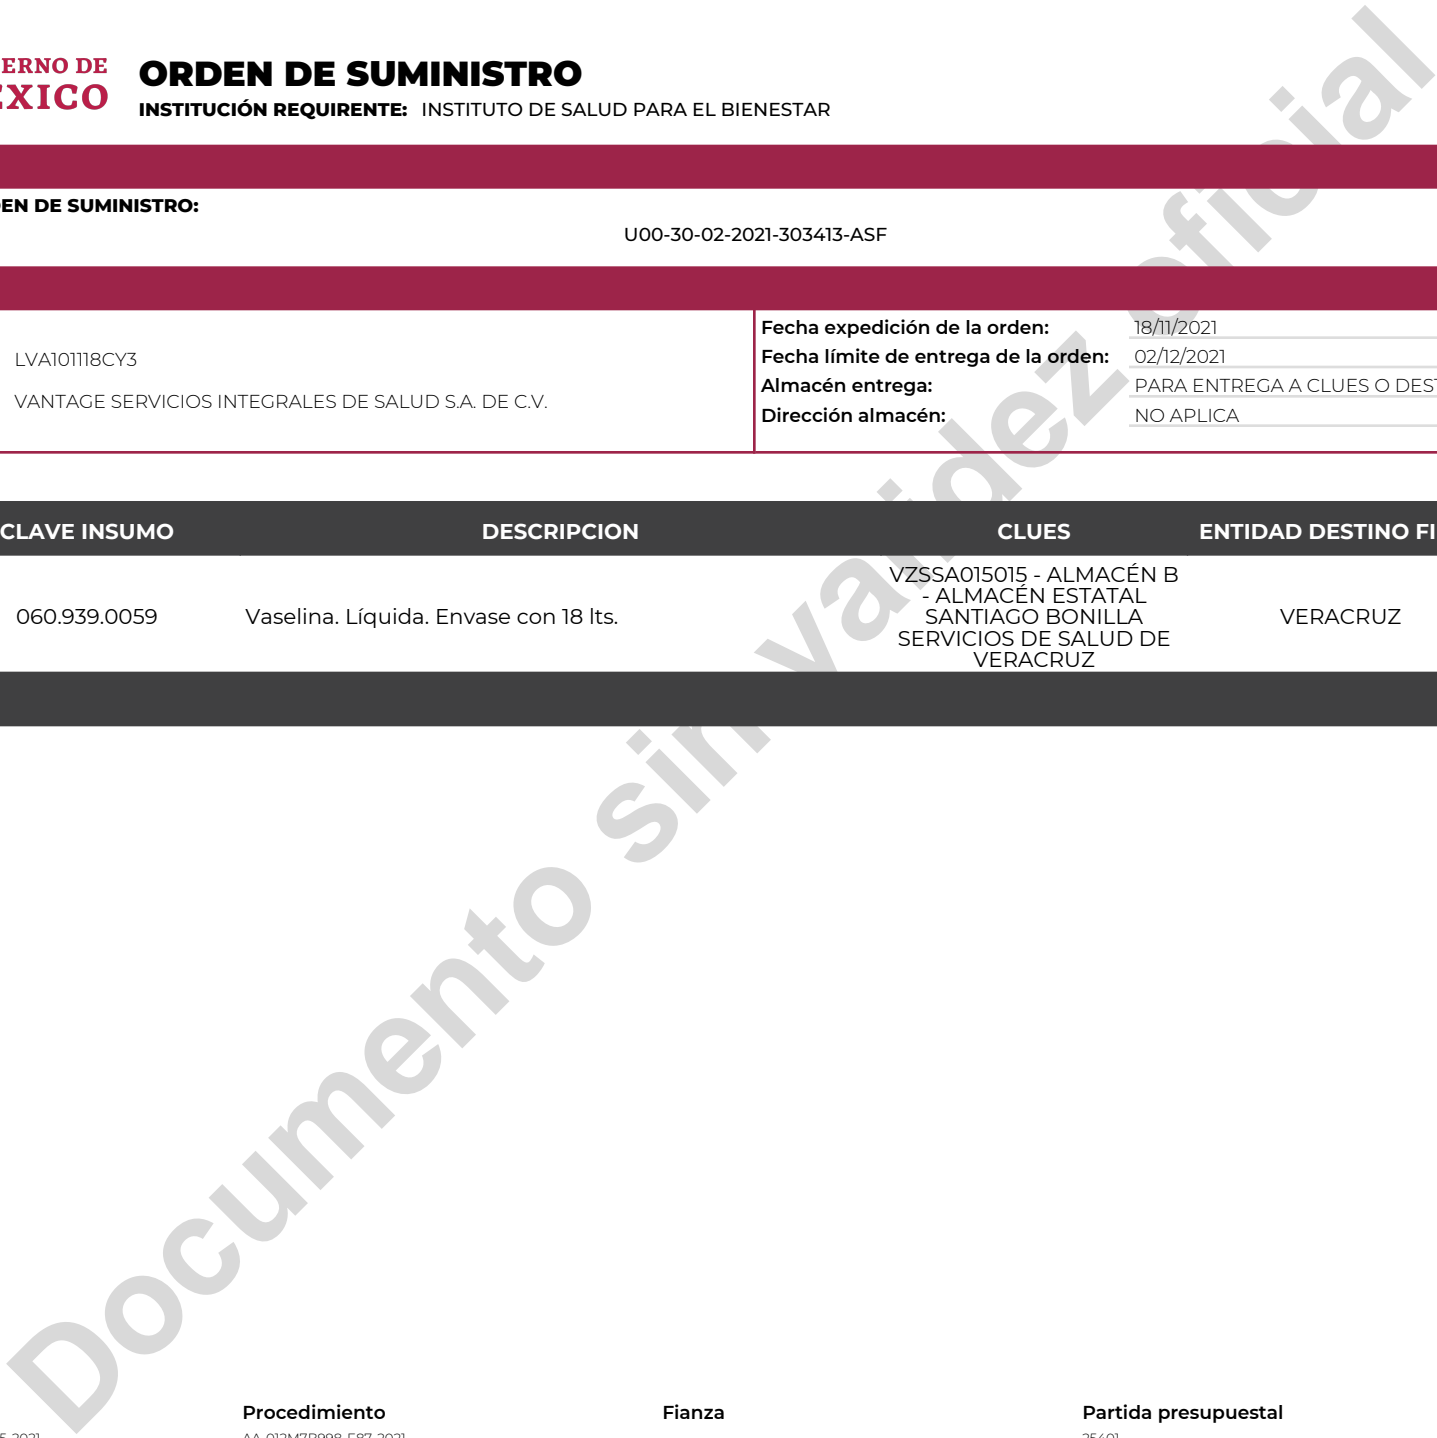 ERNO DE
EXICO
ORDEN DE SUMINISTRO
INSTITUCIÓN REQUIRENTE: INSTITUTO DE SALUD PARA EL BIENESTAR
EN DE SUMINISTRO:
U00-30-02-2021-303413-ASF
LVA101118CY3
VANTAGE SERVICIOS INTEGRALES DE SALUD S.A. DE C.V.
Fecha expedición de la orden: 18/11/2021
Fecha límite de entrega de la orden: 02/12/2021
Almacén entrega: PARA ENTREGA A CLUES O DEST
Dirección almacén: NO APLICA
CLAVE INSUMO DESCRIPCION CLUES ENTIDAD DESTINO FI
060.939.0059 Vaselina. Líquida. Envase con 18 lts.
VZSSA015015 - ALMACÉN B
- ALMACÉN ESTATAL
SANTIAGO BONILLA
SERVICIOS DE SALUD DE
VERACRUZ
VERACRUZ
Documento sin validez oficial
Procedimiento Fianza Partida presupuestal